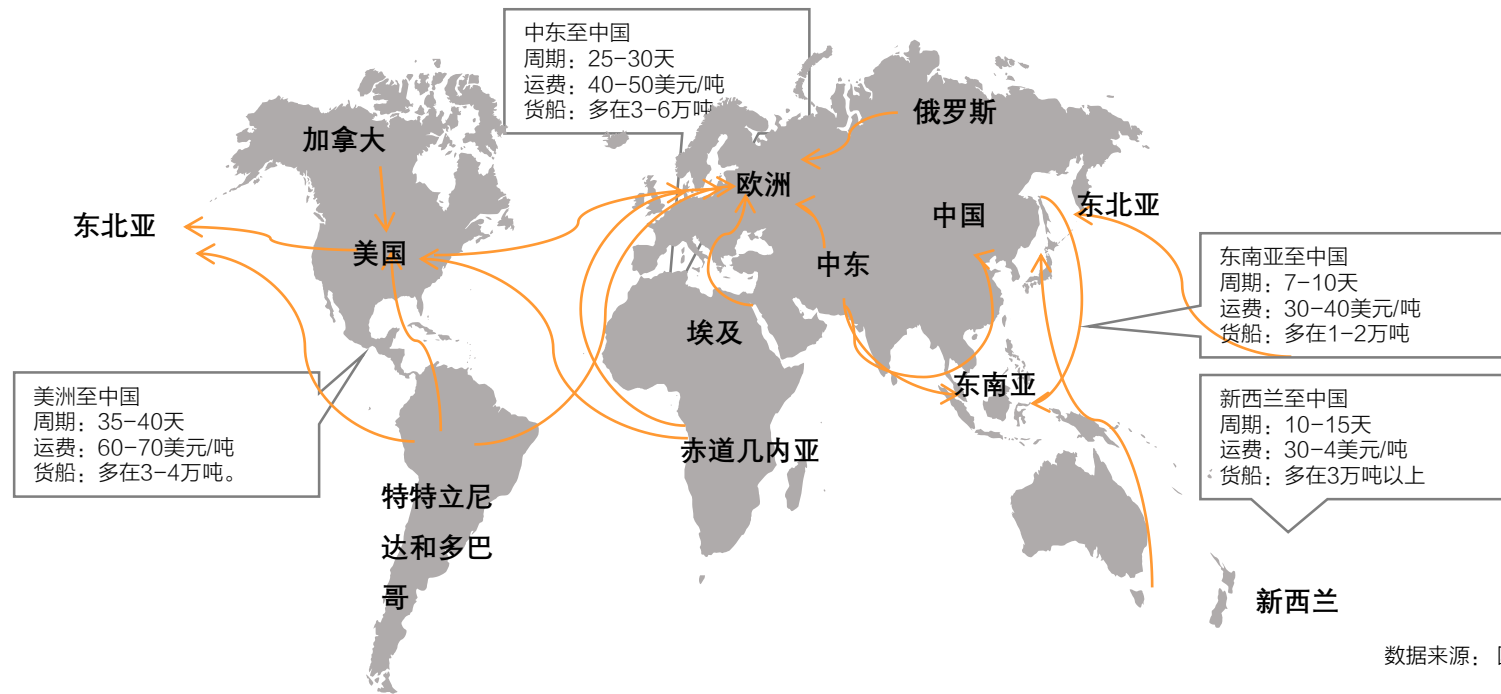 中东至中国
周期：25-30天
运费：40-50美元/吨
货船：多在3-6万吨
俄罗斯
加拿大
欧洲
东北亚
中国
东北亚
美国
中东
东南亚至中国
周期：7-10天
运费：30-40美元/吨
货船：多在1-2万吨
埃及
美洲至中国
周期：35-40天
运费：60-70美元/吨
货船：多在3-4万吨。
东南亚
新西兰至中国
周期：10-15天
运费：30-4美元/吨
货船：多在3万吨以上
赤道几内亚
特特立尼
达和多巴
哥
新西兰
数据来源：